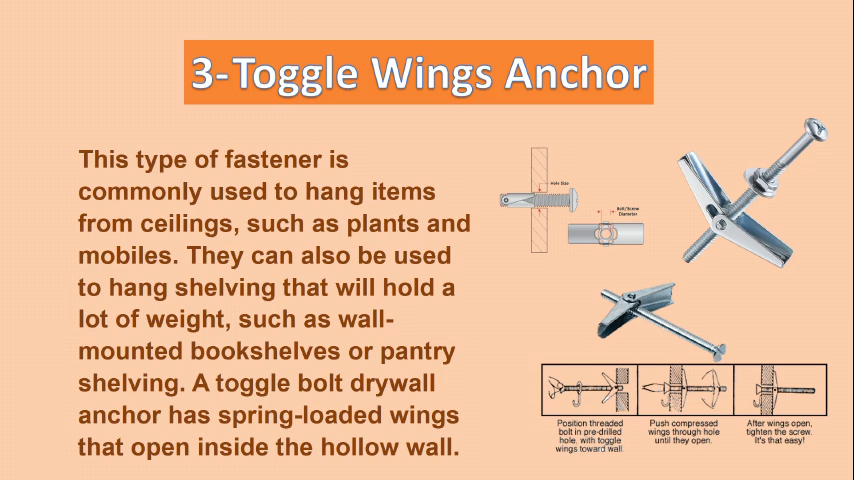 3-Toggle Wings Anchor
This type of fastener is
commonly used to hang items
from ceilings, such as plants and
mobiles. They can also be used
to hang shelving that will hold a
lot of weight, such as wall-
mounted bookshelves or pantry
shelving. A toggle bolt drywall
anchor has spring-loaded wings
that open inside the hollow wall.
Hole Size
Bolt/Screw
Diameter
Position threaded
bolt in pre-drilled
hole, with toggle
wings toward wall.
Push compressed
wings through hole
until they open.
After wings open,
tighten the screw.
It's that easy!